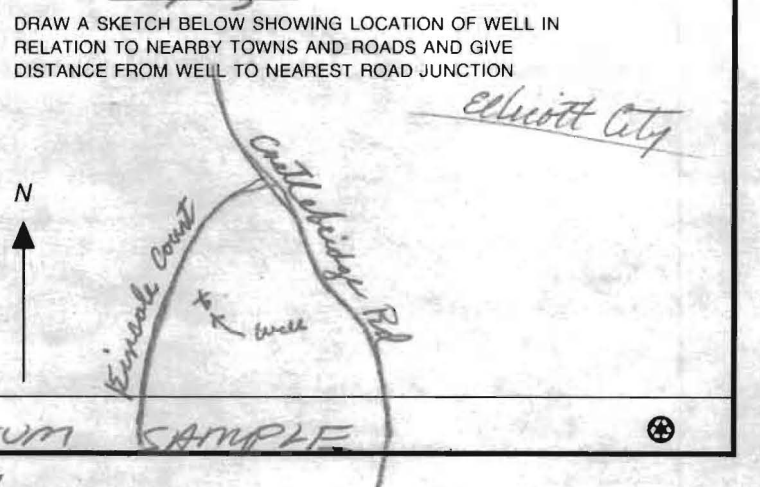 DRAW A SKETCH BELOW SHOWING LOCATION OF WELL IN
RELATION TO NEARBY TOWNS AND ROADS AND GIVE
DISTANCE FROM WELL TO NEAREST ROAD JUNCTION
Ellicott City
Castlebridge Rd
N
Kinsale Court
Well
SAMPLE